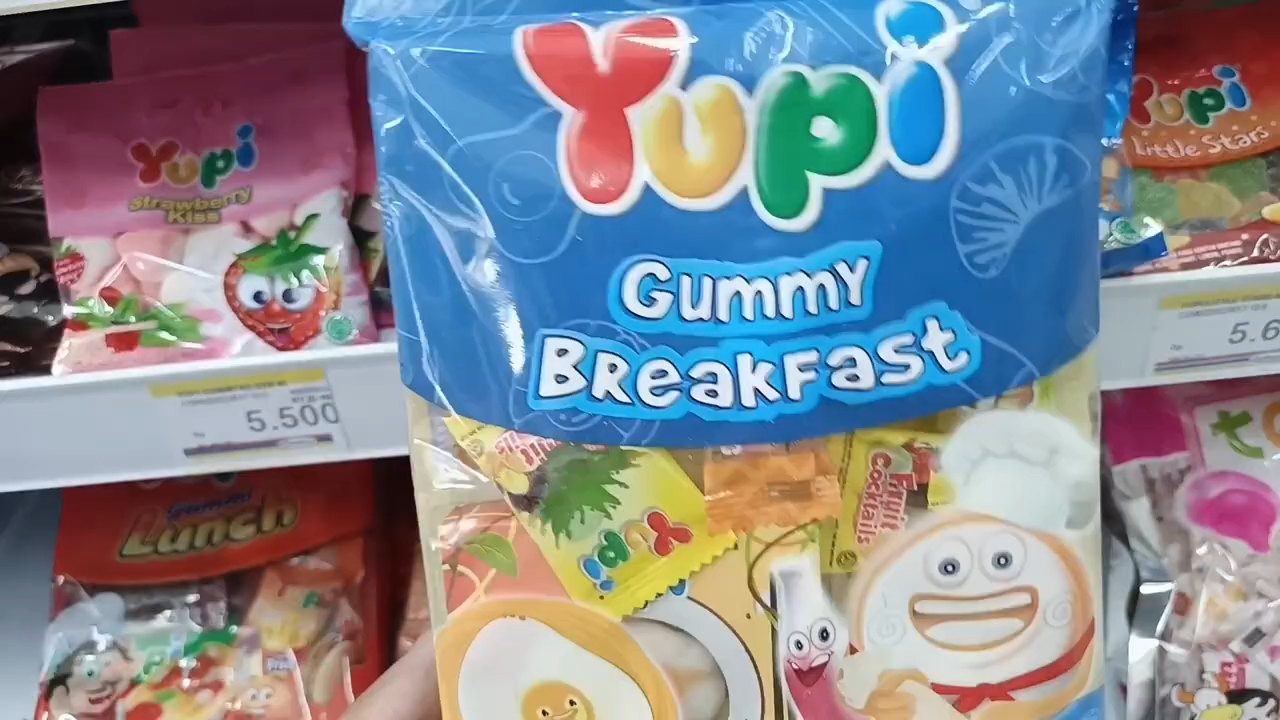 Yupi
Gummy
Breakfast
Yupi
Strawberry
Kiss
5.500
Yupi
Little Stars
5.6
Lunch
Yupi
Fruit
Cocktails